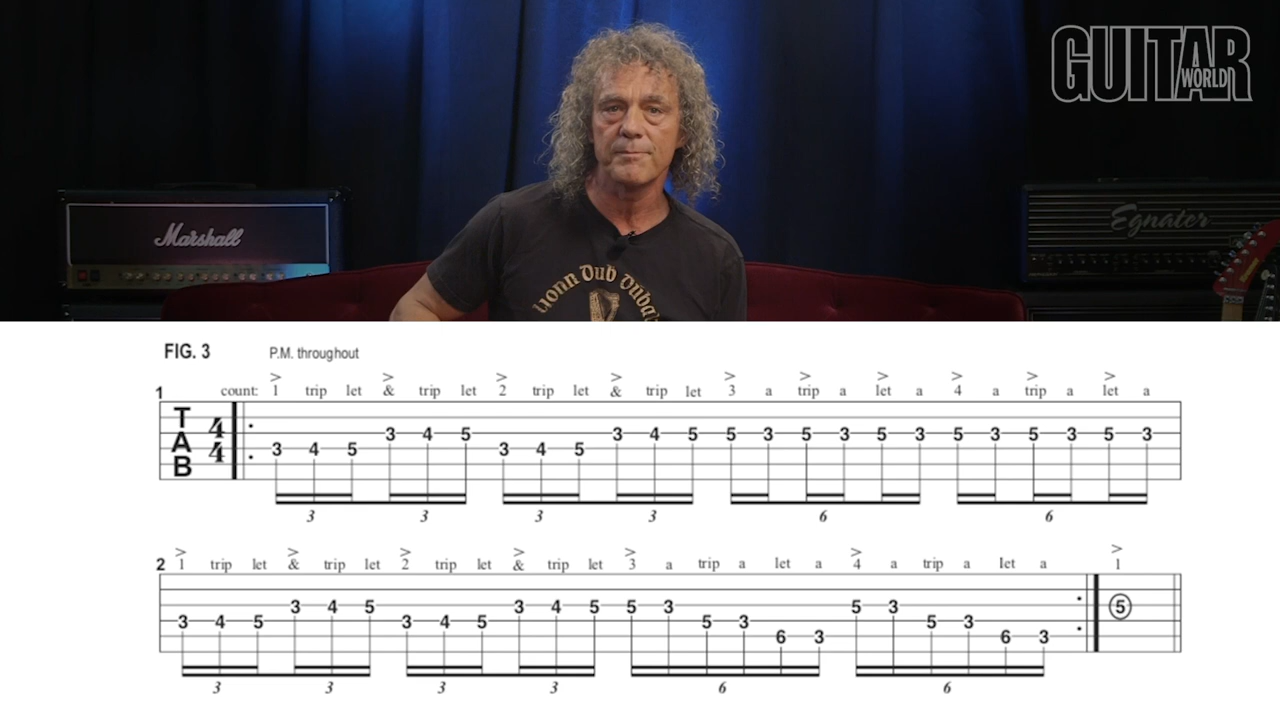 GUITAR
WORLD
Marshall
Egnater
FIG. 3 P.M. throughout
> > > > > > > > > >
1 count: 1 trip let & trip let 2 trip let & trip let 3 a trip a let a 4 a trip a let a
T A B 4 4
3 4 5 3 4 5 3 4 5 3 4 5 5 3 5 3 5 3 5 3 5 3 5 3
3 3 3 3 6 6
> > > > > > >
2 1 trip let & trip let 2 trip let & trip let 3 a trip a let a 4 a trip a let a 1
3 4 5 3 4 5 3 4 5 3 4 5 5 3 5 3 6 3 5 3 5 3 6 3 5
3 3 3 3 6 6